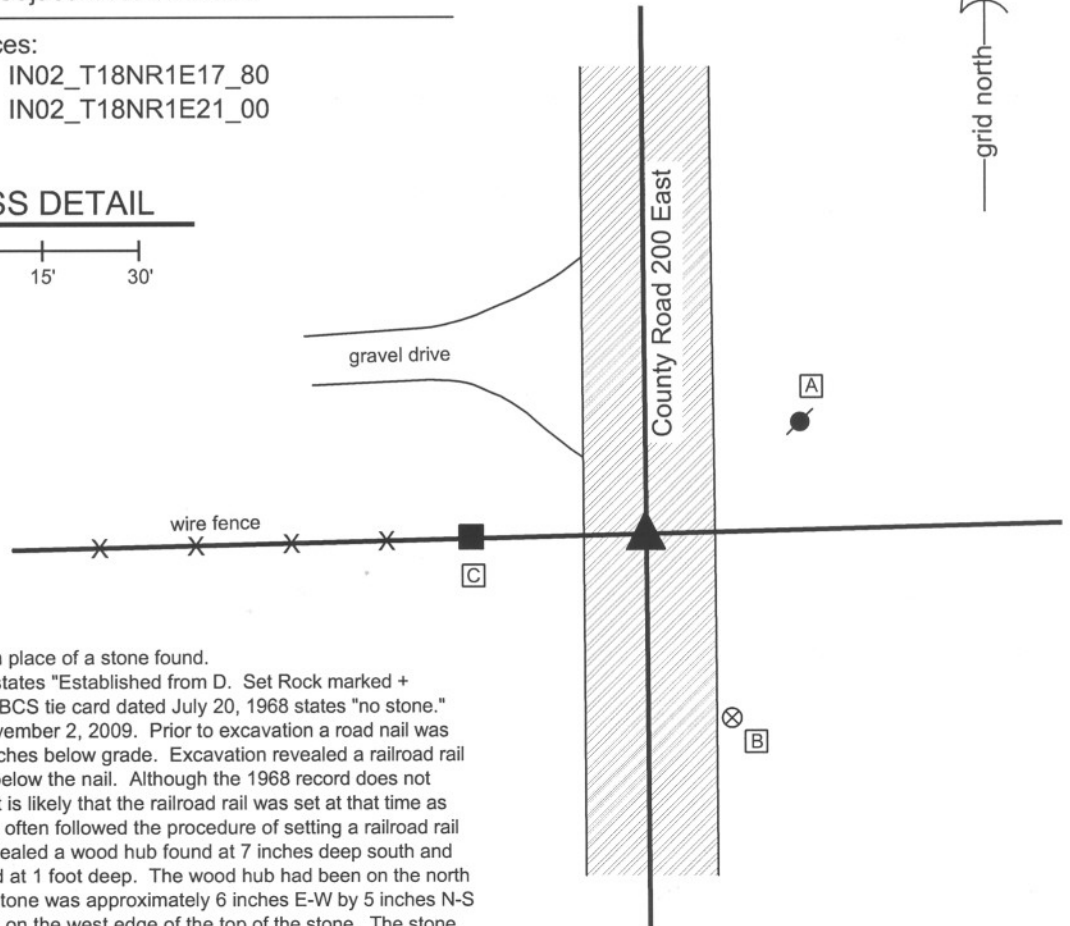 ces:
IN02_T18NR1E17_80
IN02_T18NR1E21_00
SS DETAIL
15' 30'
grid north
County Road 200 East
gravel drive
A
wire fence
C
B
n place of a stone found.
states "Established from D. Set Rock marked +
BCS tie card dated July 20, 1968 states "no stone."
vember 2, 2009. Prior to excavation a road nail was
ches below grade. Excavation revealed a railroad rail
below the nail. Although the 1968 record does not
t is likely that the railroad rail was set at that time as
often followed the procedure of setting a railroad rail
ealed a wood hub found at 7 inches deep south and
d at 1 foot deep. The wood hub had been on the north
tone was approximately 6 inches E-W by 5 inches N-S
on the west edge of the top of the stone. The stone